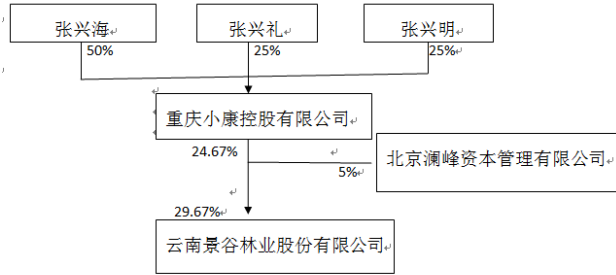 张兴海
张兴礼
张兴明
50%
25%
25%
重庆小康控股有限公司
24.67%
北京澜峰资本管理有限公司
5%
29.67%
云南景谷林业股份有限公司